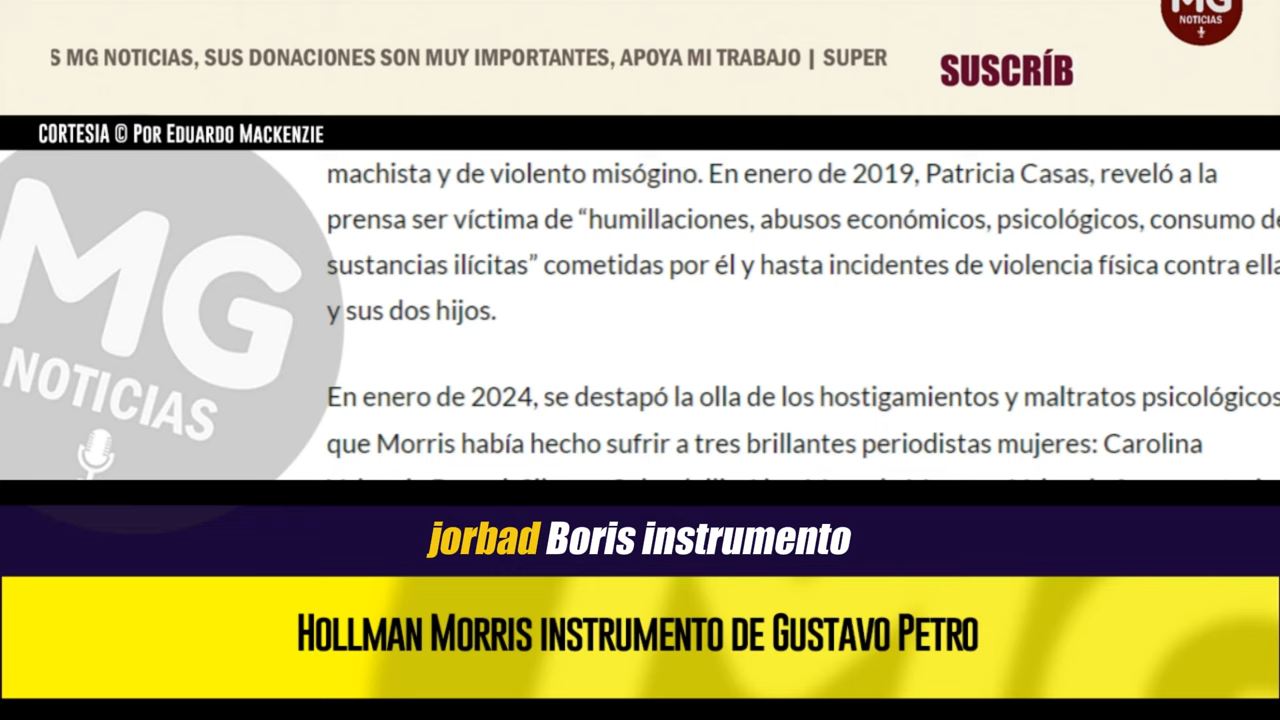 MG
NOTICIAS
S MG NOTICIAS, SUS DONACIONES SON MUY IMPORTANTES, APOYA MI TRABAJO | SUPER
SUSCRÍB
CORTESIA © POR EDUARDO MACKENZIE
machista y de violento misógino. En enero de 2019, Patricia Casas, reveló a la
prensa ser víctima de “humillaciones, abusos económicos, psicológicos, consumo de
sustancias ilícitas” cometidas por él y hasta incidentes de violencia física contra ella
y sus dos hijos.
En enero de 2024, se destapó la olla de los hostigamientos y maltratos psicológicos
que Morris había hecho sufrir a tres brillantes periodistas mujeres: Carolina
MG
NOTICIAS
jorbad Boris instrumento
HOLLMAN MORRIS INSTRUMENTO DE GUSTAVO PETRO